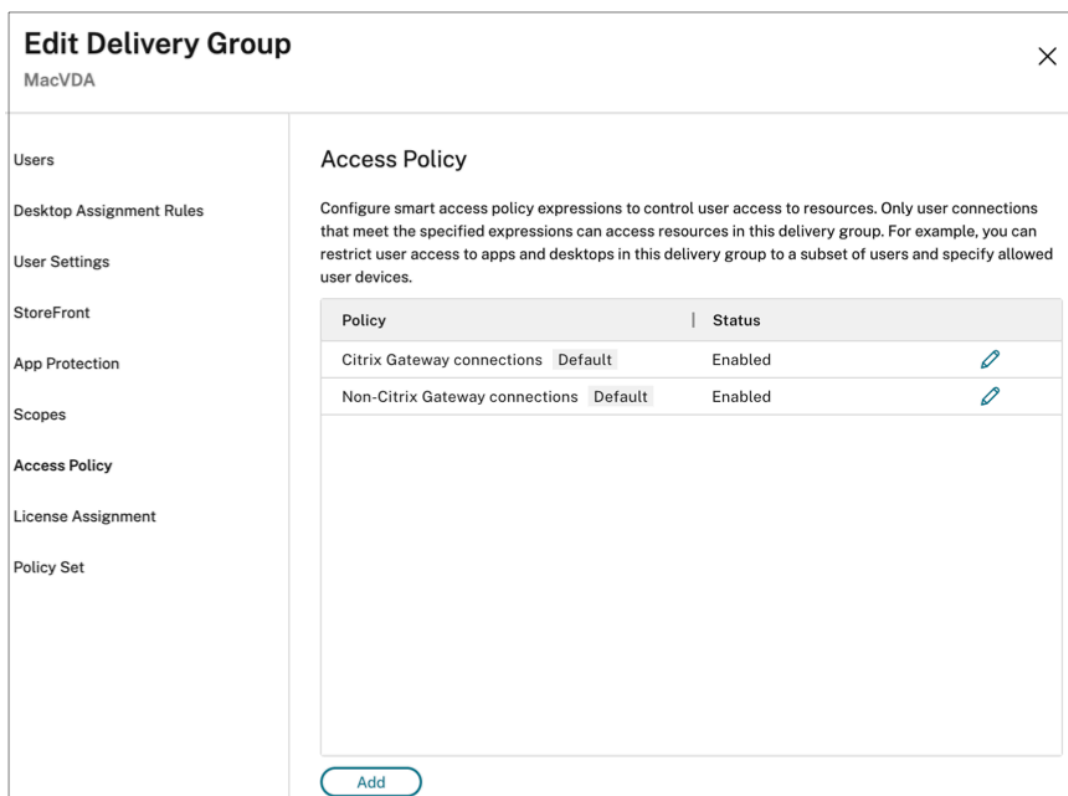 Edit Delivery Group
MacVDA
Users
Desktop Assignment Rules
User Settings
StoreFront
App Protection
Scopes
Access Policy
License Assignment
Policy Set
Access Policy
Configure smart access policy expressions to control user access to resources. Only user connections
that meet the specified expressions can access resources in this delivery group. For example, you can
restrict user access to apps and desktops in this delivery group to a subset of users and specify allowed
user devices.
Policy Status
Citrix Gateway connections Default Enabled
Non-Citrix Gateway connections Default Enabled
Add